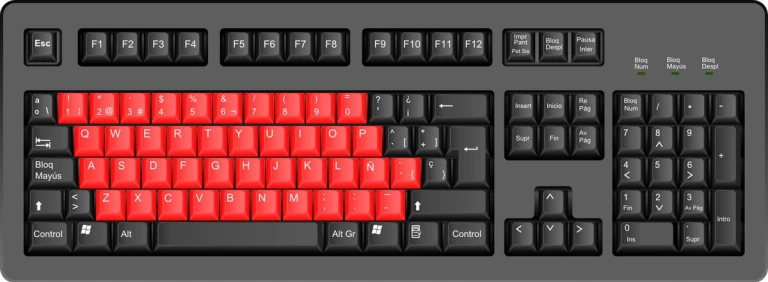 Esc F1 F2 F3 F4 F5 F6 F7 F8 F9 F10 F11 F12 Impr Pant Pet Sis Bloq Despl Pausa Inter
Bloq Num Bloq Mayús Bloq Despl
a o \ ! 1 " 2 @ 3 # $ 4 % 5 & 6 ¬ / 7 ( 8 ) 9 = 0 ? ' ¿ ¡ ← Insert Inicio Re Pág Bloq Num / * -
Q W E R T Y U I O P ^ [ * + ] Supr Fin Av Pág 7 8 9 +
Bloq Mayús A S D F G H J K L Ñ { Ç } 4 5 6
< > Z X C V B N M ; , : . - 1 Fin 2 3 Av Pág Intro
Control Alt Alt Gr Control 0 Ins . Supr